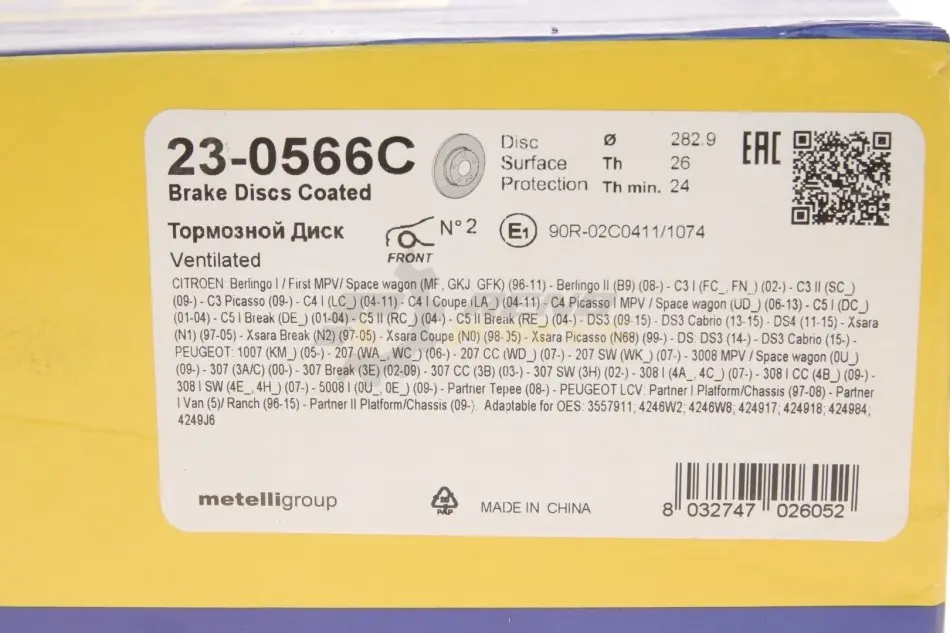 23-0566C
Brake Discs Coated
Disc
Surface
Protection
Ø 282.9
Th 26
Th min. 24
EAC
Тормозной Диск
Ventilated
FRONT
N° 2
E1
90R-02C0411/1074
CITROEN: Berlingo I / First MPV/ Space wagon (MF, GKJ, GFK) (96-11) - Berlingo II (B9) (08-) - C3 I (FC_, FN_) (02-) - C3 II (SC_)
(09-) - C3 Picasso (09-) - C4 I (LC_) (04-11) - C4 I Coupe (LA_) (04-11) - C4 Picasso I MPV / Space wagon (UD_) (06-13) - C5 I (DC_)
(01-04) - C5 I Break (DE_) (01-04) - C5 II (RC_) (04-) - C5 II Break (RE_) (04-) - DS3 (09-15) - DS3 Cabrio (13-15) - DS4 (11-15) - Xsara
(N1) (97-05) - Xsara Break (N2) (97-05) - Xsara Coupe (N0) (98-05) - Xsara Picasso (N68) (99-) - DS: DS3 (14-) - DS3 Cabrio (15-) -
PEUGEOT: 1007 (KM_) (05-) - 207 (WA_, WC_) (06-) - 207 CC (WD_) (07-) - 207 SW (WK_) (07-) - 3008 MPV / Space wagon (0U_)
(09-) - 307 (3A/C) (00-) - 307 Break (3E) (02-09) - 307 CC (3B) (03-) - 307 SW (3H) (02-) - 308 I (4A_, 4C_) (07-) - 308 I CC (4B_) (09-) -
308 I SW (4E_, 4H_) (07-) - 5008 I (0U_, 0E_) (09-) - Partner Tepee (08-) - PEUGEOT LCV: Partner I Platform/Chassis (97-08) - Partner
I Van (5)/ Ranch (96-15) - Partner II Platform/Chassis (09-). Adaptable for OES: 3557911; 4246W2; 4246W8; 424917; 424918; 424984;
4249J6
metelligroup
PAP
MADE IN CHINA
8 032747 026052